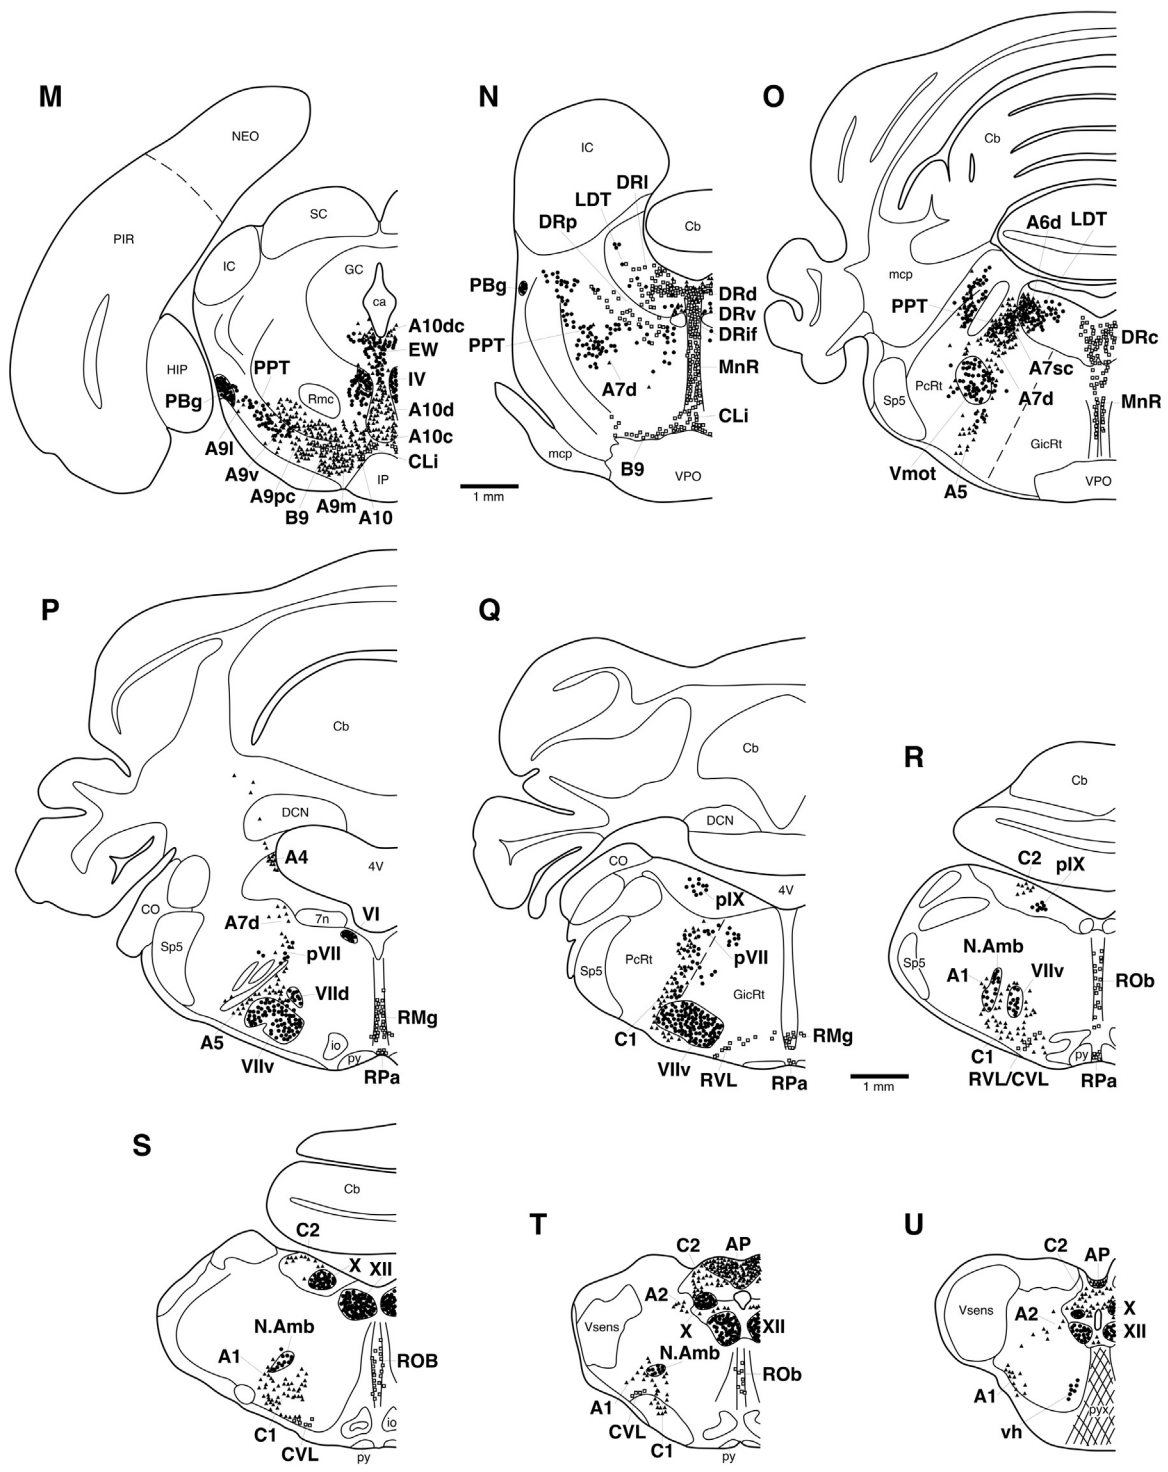 M
NEO
PIR
SC
IC
GC
ca
A10dc
EW
HIP
PPT
PBg
Rmc
IV
A10d
A10c
CLi
A9l
A9v
A9pc
B9
A9m
A10
IP
N
IC
DRl
LDT
DRp
Cb
PBg
DRd
DRv
DRif
PPT
MnR
A7d
CLi
mcp
B9
VPO
1 mm
O
Cb
A6d
LDT
mcp
PPT
DRc
PcRt
A7sc
Sp5
A7d
MnR
GicRt
Vmot
A5
VPO
P
Cb
DCN
A4
4V
CO
A7d
7n
VI
Sp5
pVII
VIId
RMg
A5
io
VIIv
py
RPa
Q
Cb
DCN
CO
pIX
4V
PcRt
pVII
Sp5
GicRt
C1
RMg
VIIv
RVL
RPa
1 mm
R
Cb
C2
pIX
Sp5
N.Amb
A1
VIIv
ROb
C1
py
RVL/CVL
RPa
S
Cb
C2
X
XII
N.Amb
A1
ROB
C1
io
CVL
py
T
C2
AP
A2
Vsens
X
XII
N.Amb
ROb
A1
CVL
C1
py
U
C2
AP
Vsens
A2
X
XII
A1
pyx
vh